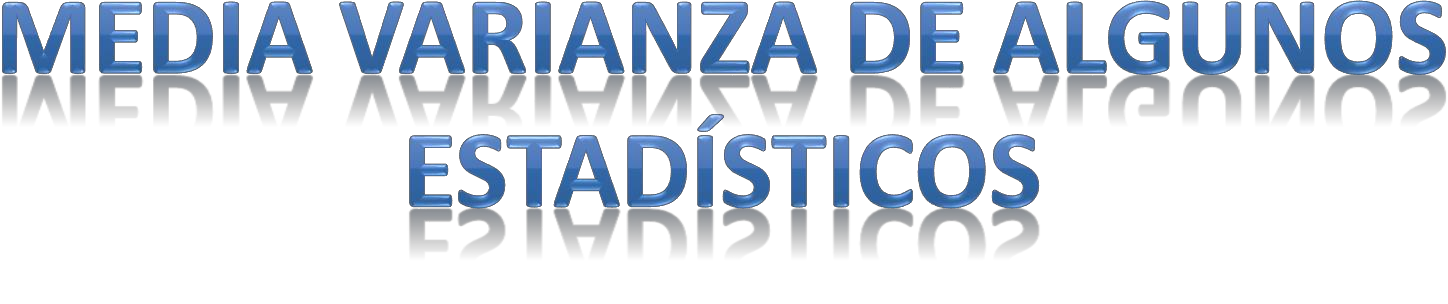 MEDIA VARIANZA DE ALGUNOS
ESTADÍSTICOS